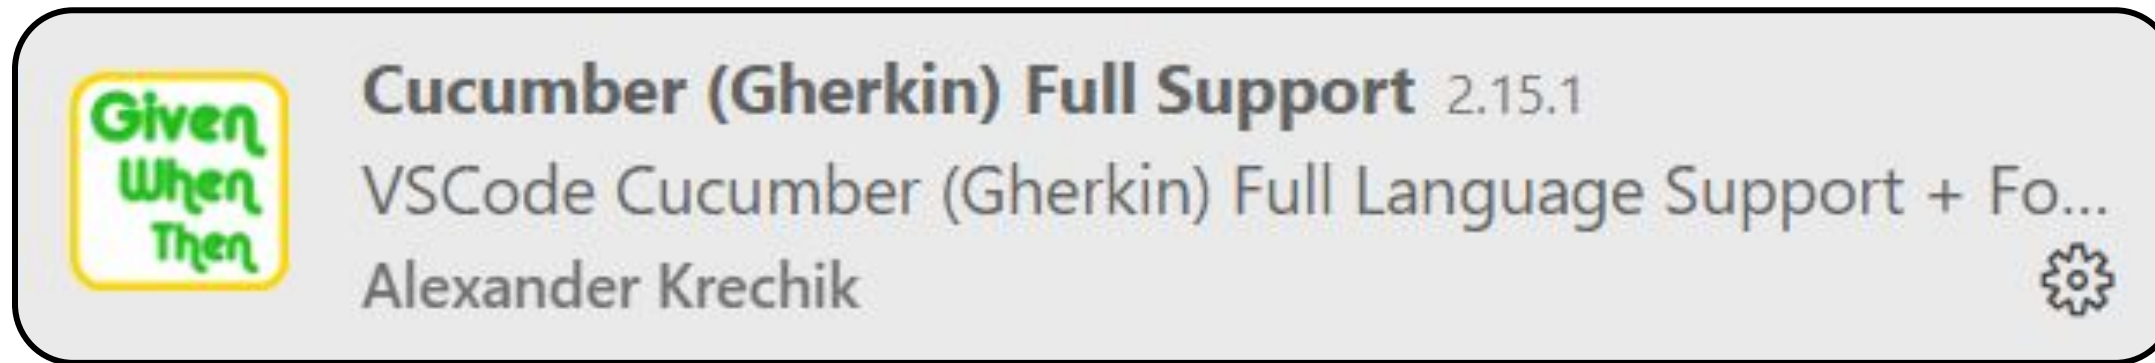 Given
When
Then
Cucumber (Gherkin) Full Support 2.15.1
VSCode Cucumber (Gherkin) Full Language Support + Fo...
Alexander Krechik